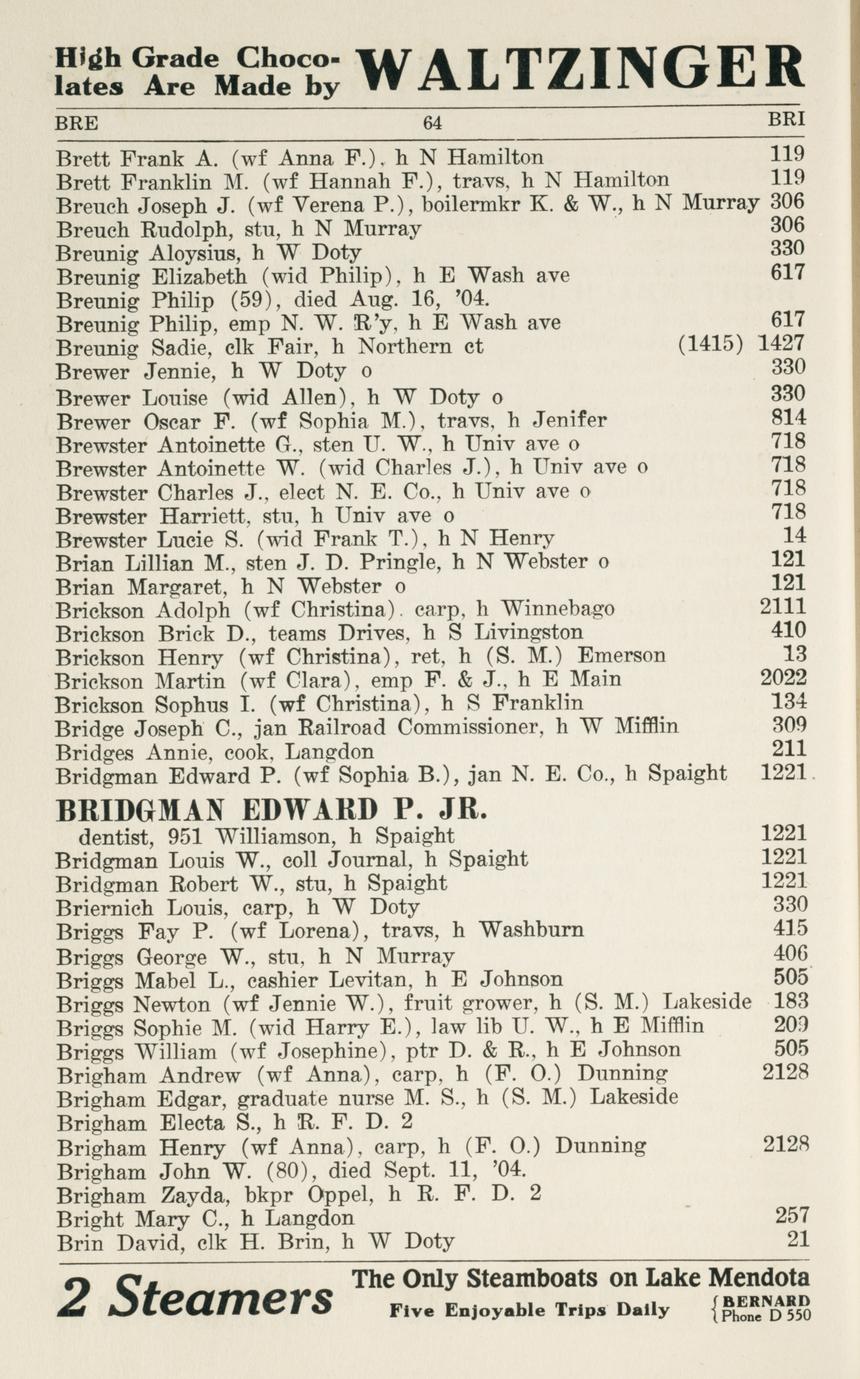 High Grade Choco-
lates Are Made by WALTZINGER
BRE 64 BRI
Brett Frank A. (wf Anna F.), h N Hamilton 119
Brett Franklin M. (wf Hannah F.), travs, h N Hamilton 119
Breuch Joseph J. (wf Verena P.), boilermkr K. & W., h N Murray 306
Breuch Rudolph, stu, h N Murray 306
Breunig Aloysius, h W Doty 330
Breunig Elizabeth (wid Philip), h E Wash ave 617
Breunig Philip (59), died Aug. 16, '04.
Breunig Philip, emp N. W. R'y, h E Wash ave 617
Breunig Sadie, clk Fair, h Northern ct (1415) 1427
Brewer Jennie, h W Doty o 330
Brewer Louise (wid Allen), h W Doty o 330
Brewer Oscar F. (wf Sophia M.), travs, h Jenifer 814
Brewster Antoinette G., sten U. W., h Univ ave o 718
Brewster Antoinette W. (wid Charles J.), h Univ ave o 718
Brewster Charles J., elect N. E. Co., h Univ ave o 718
Brewster Harriett, stu, h Univ ave o 718
Brewster Lucie S. (wid Frank T.), h N Henry 14
Brian Lillian M., sten J. D. Pringle, h N Webster o 121
Brian Margaret, h N Webster o 121
Brickson Adolph (wf Christina). carp, h Winnebago 2111
Brickson Brick D., teams Drives, h S Livingston 410
Brickson Henry (wf Christina), ret, h (S. M.) Emerson 13
Brickson Martin (wf Clara), emp F. & J., h E Main 2022
Brickson Sophus I. (wf Christina), h S Franklin 134
Bridge Joseph C., jan Railroad Commissioner, h W Mifflin 309
Bridges Annie, cook, Langdon 211
Bridgman Edward P. (wf Sophia B.), jan N. E. Co., h Spaight 1221
BRIDGMAN EDWARD P. JR.
dentist, 951 Williamson, h Spaight 1221
Bridgman Louis W., coll Journal, h Spaight 1221
Bridgman Robert W., stu, h Spaight 1221
Briernich Louis, carp, h W Doty 330
Briggs Fay P. (wf Lorena), travs, h Washburn 415
Briggs George W., stu, h N Murray 406
Briggs Mabel L., cashier Levitan, h E Johnson 505
Briggs Newton (wf Jennie W.), fruit grower, h (S. M.) Lakeside 183
Briggs Sophie M. (wid Harry E.), law lib U. W., h E Mifflin 209
Briggs William (wf Josephine), ptr D. & R., h E Johnson 505
Brigham Andrew (wf Anna), carp, h (F. O.) Dunning 2128
Brigham Edgar, graduate nurse M. S., h (S. M.) Lakeside
Brigham Electa S., h R. F. D. 2
Brigham Henry (wf Anna), carp, h (F. O.) Dunning 2128
Brigham John W. (80), died Sept. 11, '04.
Brigham Zayda, bkpr Oppel, h R. F. D. 2
Bright Mary C., h Langdon 257
Brin David, clk H. Brin, h W Doty 21
2 Steamers The Only Steamboats on Lake Mendota
Five Enjoyable Trips Daily { BERNARD
Phone D 550